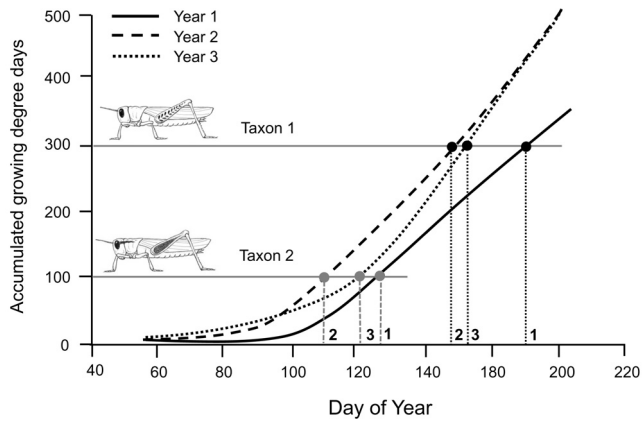 Year 1
Year 2
Year 3
Accumulated growing degree days
500
400
300
200
100
0
Taxon 1
Taxon 2
2 3 1 2 3 1
40 60 80 100 120 140 160 180 200 220
Day of Year